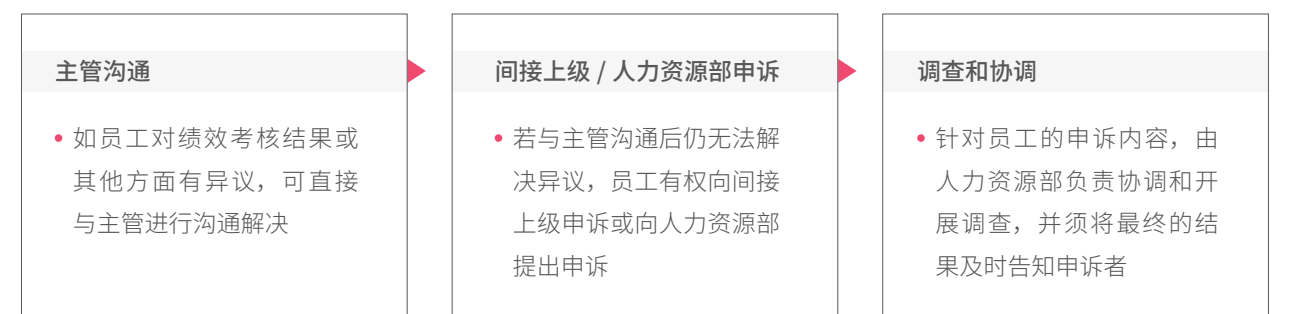 主管沟通
• 如员工对绩效考核结果或
其他方面有异议，可直接
与主管进行沟通解决
间接上级 / 人力资源部申诉
• 若与主管沟通后仍无法解
决异议，员工有权向间接
上级申诉或向人力资源部
提出申诉
调查和协调
• 针对员工的申诉内容，由
人力资源部负责协调和开
展调查，并须将最终的结
果及时告知申诉者